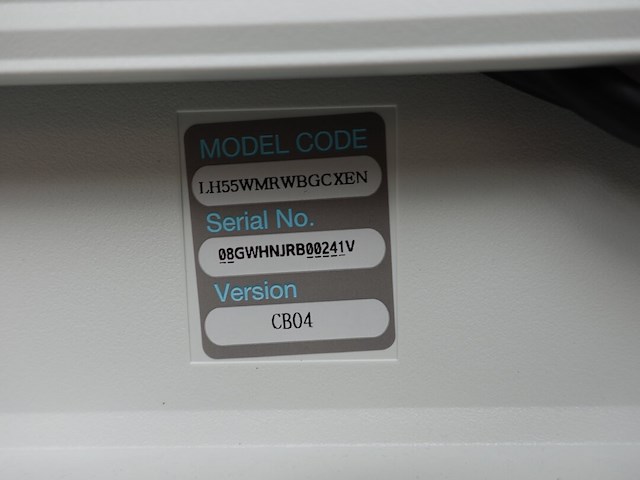 MODEL CODE
LH55WMRWBGCXEN
Serial No.
08GWHNJRB00241V
Version
CB04